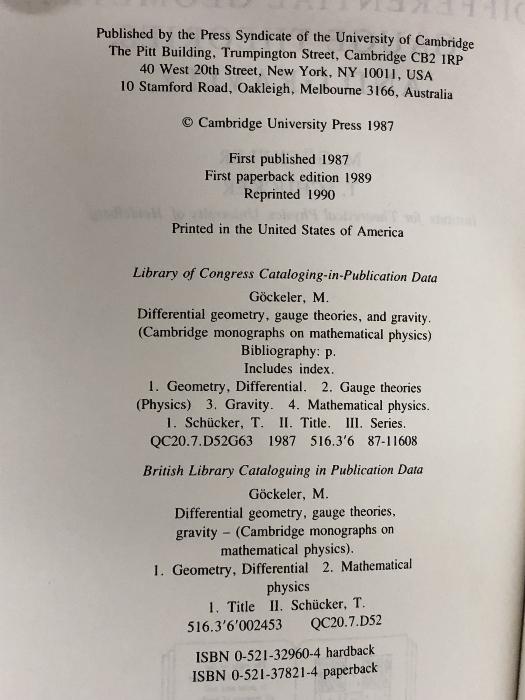 Published by the Press Syndicate of the University of Cambridge
The Pitt Building, Trumpington Street, Cambridge CB2 1RP
40 West 20th Street, New York, NY 10011, USA
10 Stamford Road, Oakleigh, Melbourne 3166, Australia
© Cambridge University Press 1987
First published 1987
First paperback edition 1989
Reprinted 1990
Printed in the United States of America
Library of Congress Cataloging-in-Publication Data
Göckeler, M.
Differential geometry, gauge theories, and gravity.
(Cambridge monographs on mathematical physics)
Bibliography: p.
Includes index.
1. Geometry, Differential. 2. Gauge theories
(Physics) 3. Gravity. 4. Mathematical physics.
I. Schücker, T. II. Title. III. Series.
QC20.7.D52G63 1987 516.3'6 87-11608
British Library Cataloguing in Publication Data
Göckeler, M.
Differential geometry, gauge theories,
gravity – (Cambridge monographs on
mathematical physics).
1. Geometry, Differential 2. Mathematical
physics
I. Title II. Schücker, T.
516.3'6'002453 QC20.7.D52
ISBN 0-521-32960-4 hardback
ISBN 0-521-37821-4 paperback